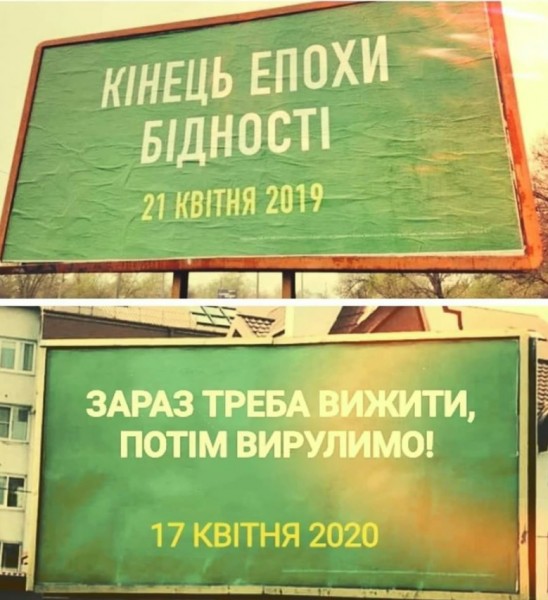 КІНЕЦЬ ЕПОХИ
БІДНОСТІ
21 КВІТНЯ 2019
ЗАРАЗ ТРЕБА ВИЖИТИ,
ПОТІМ ВИРУЛИМО!
17 КВІТНЯ 2020